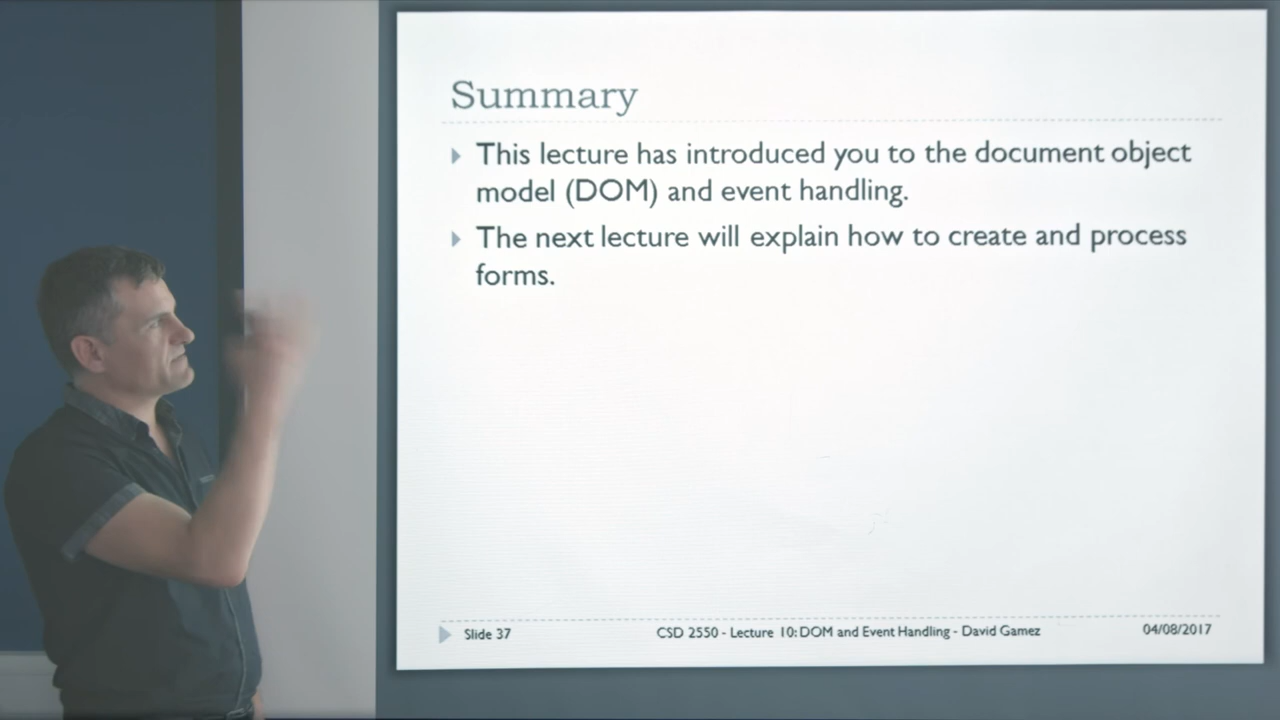 Summary
This lecture has introduced you to the document object
model (DOM) and event handling.
The next lecture will explain how to create and process
forms.
Slide 37
CSD 2550 - Lecture 10: DOM and Event Handling - David Gamez
04/08/2017